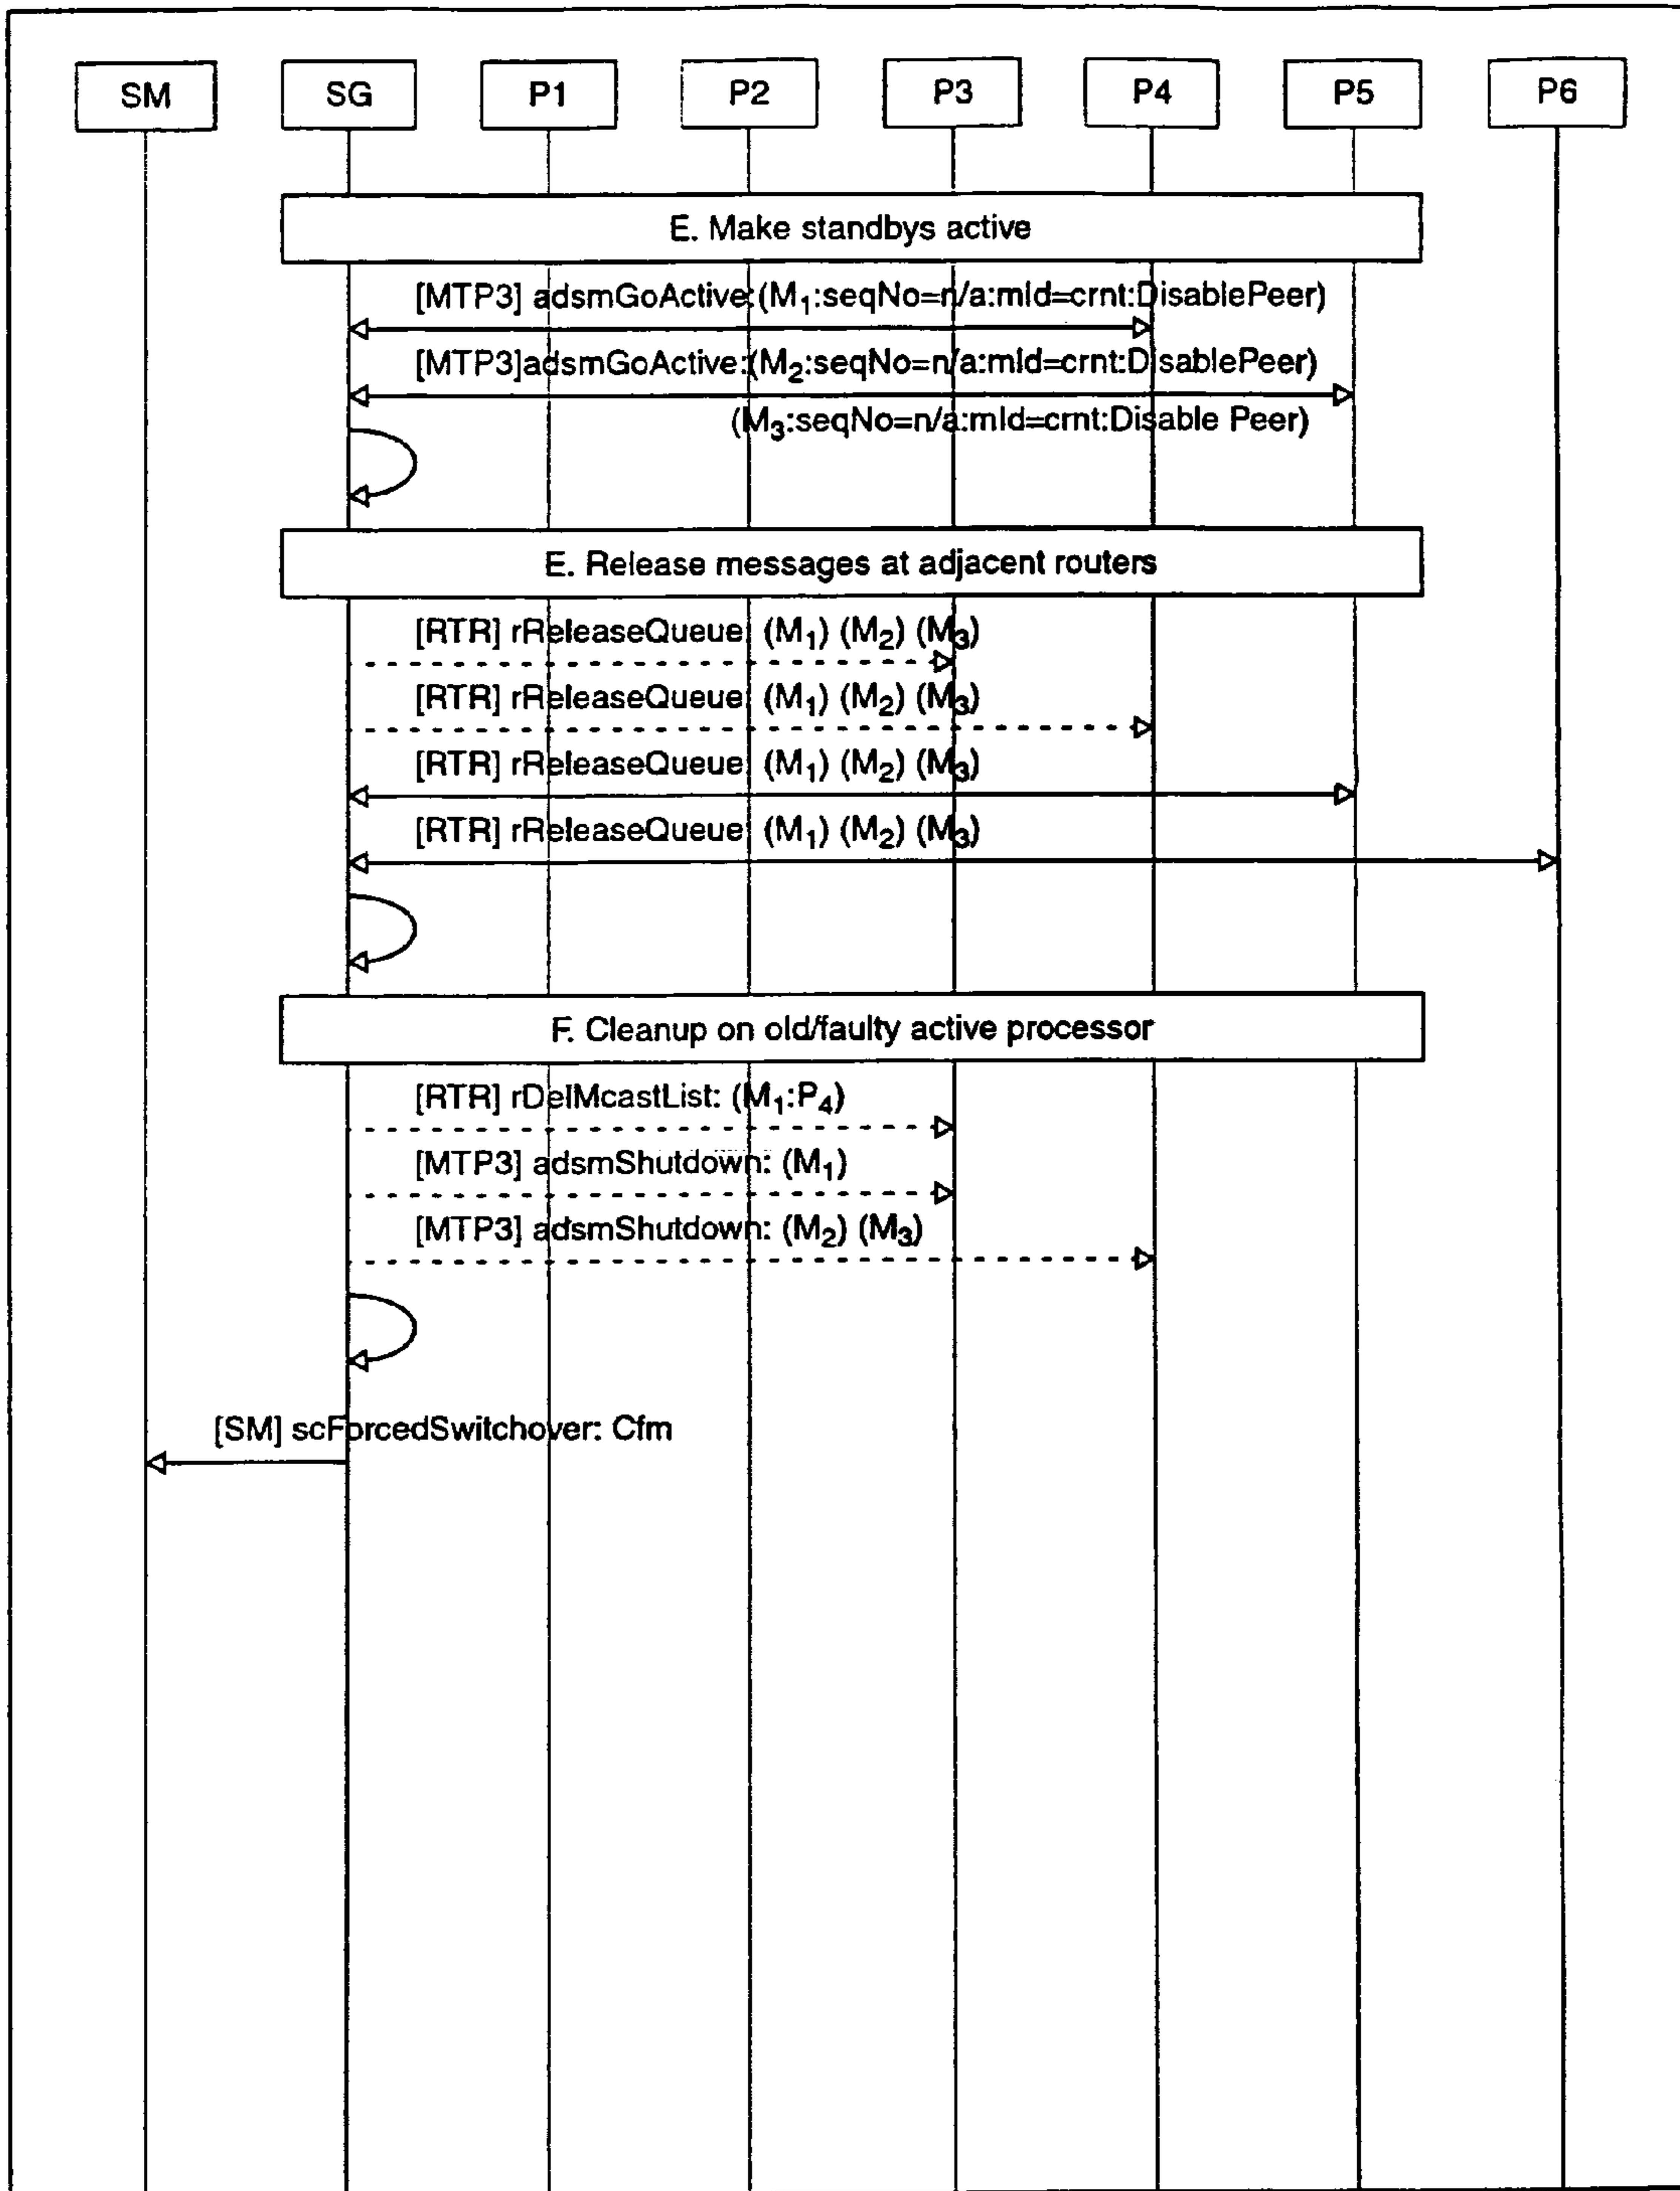 SM SG P1 P2 P3 P4 P5 P6
E. Make standbys active
[MTP3] adsmGoActive:(M₁:seqNo=n/a:mId=crnt:DisablePeer)
[MTP3]adsmGoActive:(M₂:seqNo=n/a:mId=crnt:DisablePeer)
(M₃:seqNo=n/a:mId=crnt:Disable Peer)
E. Release messages at adjacent routers
[RTR] rReleaseQueue: (M₁) (M₂) (M₃)
[RTR] rReleaseQueue: (M₁) (M₂) (M₃)
[RTR] rReleaseQueue: (M₁) (M₂) (M₃)
[RTR] rReleaseQueue: (M₁) (M₂) (M₃)
F. Cleanup on old/faulty active processor
[RTR] rDelMcastList: (M₁:P₄)
[MTP3] adsmShutdown: (M₁)
[MTP3] adsmShutdown: (M₂) (M₃)
[SM] scForcedSwitchover: Cfm